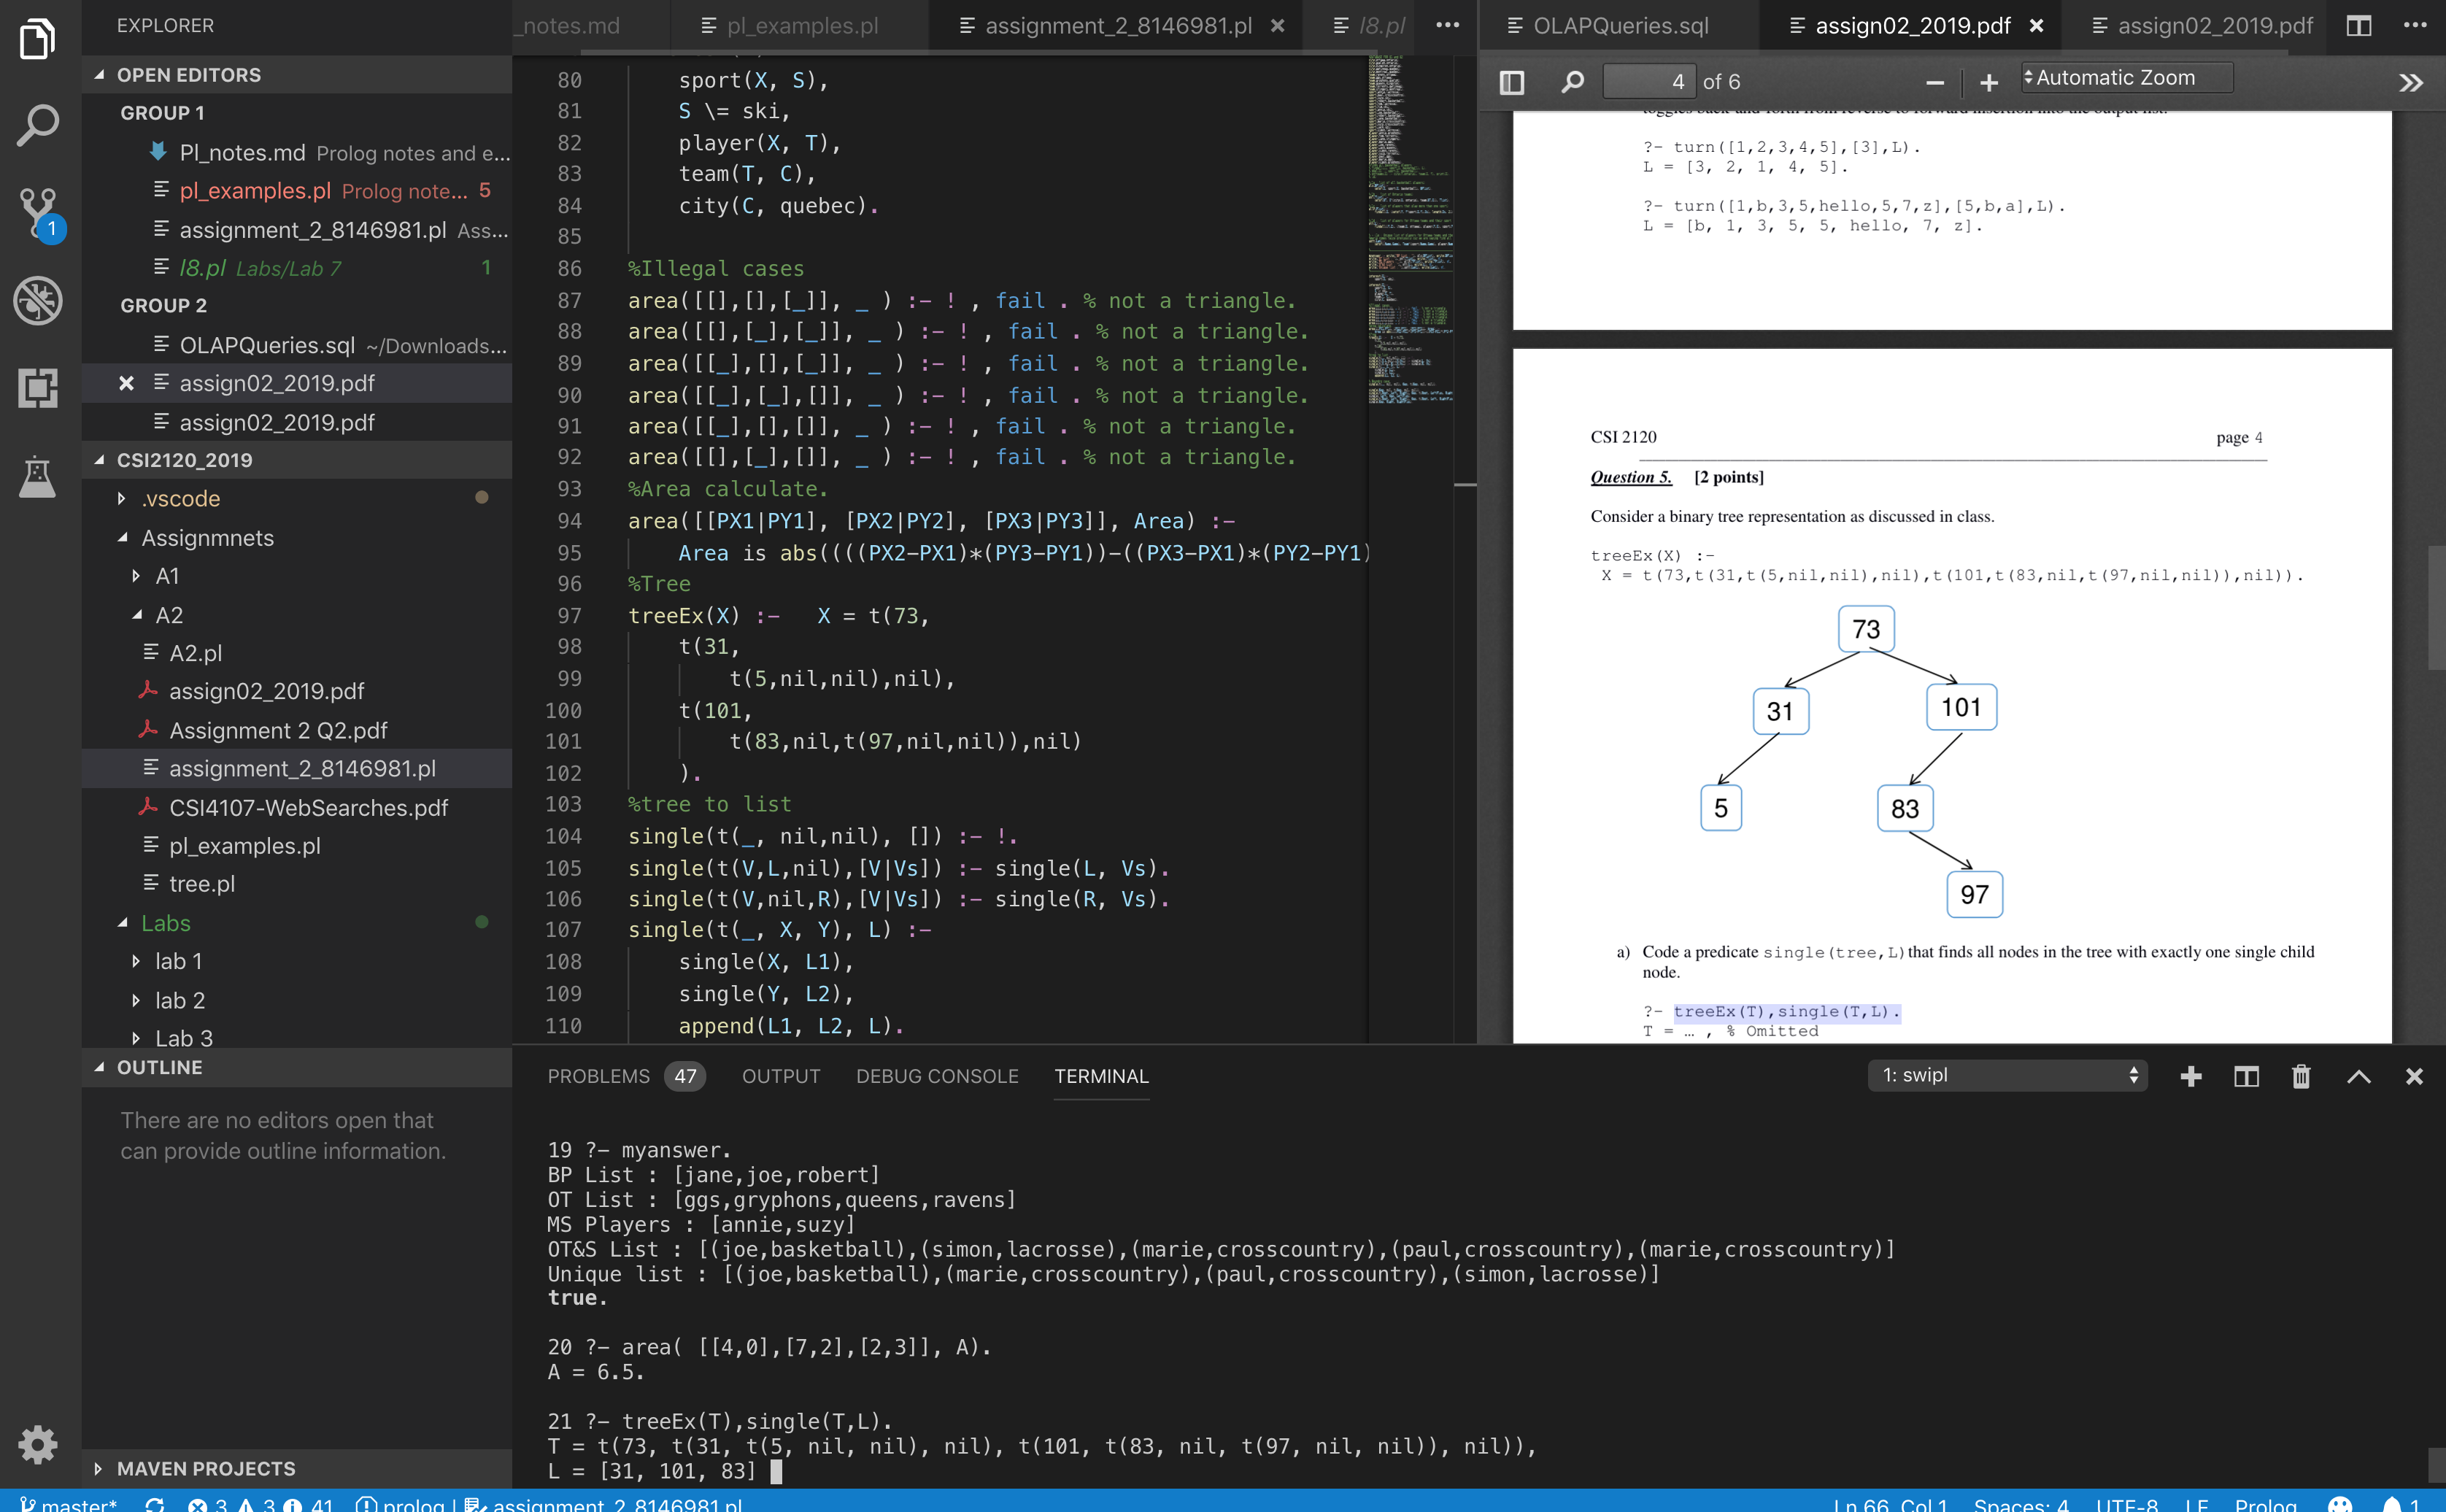 EXPLORER
OPEN EDITORS
GROUP 1
Pl_notes.md Prolog notes and e...
pl_examples.pl Prolog note... 5
assignment_2_8146981.pl Ass...
l8.pl Labs/Lab 7 1
GROUP 2
OLAPQueries.sql ~/Downloads...
assign02_2019.pdf
assign02_2019.pdf
CSI2120_2019
.vscode
Assignmnets
A1
A2
A2.pl
assign02_2019.pdf
Assignment 2 Q2.pdf
assignment_2_8146981.pl
CSI4107-WebSearches.pdf
pl_examples.pl
tree.pl
Labs
lab 1
lab 2
Lab 3
OUTLINE
There are no editors open that
can provide outline information.
MAVEN PROJECTS
1
_notes.md pl_examples.pl assignment_2_8146981.pl l8.pl
80 sport(X, S),
81 S \= ski,
82 player(X, T),
83 team(T, C),
84 city(C, quebec).
85
86 %Illegal cases
87 area([[],[],[_]], _ ) :- ! , fail . % not a triangle.
88 area([[],[_],[_]], _ ) :- ! , fail . % not a triangle.
89 area([[_],[],[_]], _ ) :- ! , fail . % not a triangle.
90 area([[_],[_],[]], _ ) :- ! , fail . % not a triangle.
91 area([[_],[],[]], _ ) :- ! , fail . % not a triangle.
92 area([[],[_],[]], _ ) :- ! , fail . % not a triangle.
93 %Area calculate.
94 area([[PX1|PY1], [PX2|PY2], [PX3|PY3]], Area) :-
95 Area is abs((((PX2-PX1)*(PY3-PY1))-((PX3-PX1)*(PY2-PY1)
96 %Tree
97 treeEx(X) :- X = t(73,
98 t(31,
99 t(5,nil,nil),nil),
100 t(101,
101 t(83,nil,t(97,nil,nil)),nil)
102 ).
103 %tree to list
104 single(t(_, nil,nil), []) :- !.
105 single(t(V,L,nil),[V|Vs]) :- single(L, Vs).
106 single(t(V,nil,R),[V|Vs]) :- single(R, Vs).
107 single(t(_, X, Y), L) :-
108 single(X, L1),
109 single(Y, L2),
110 append(L1, L2, L).
OLAPQueries.sql assign02_2019.pdf assign02_2019.pdf
4 of 6 Automatic Zoom
toggles back and forth from reverse to forward insertion into the output list.
?- turn([1,2,3,4,5],[3],L).
L = [3, 2, 1, 4, 5].
?- turn([1,b,3,5,hello,5,7,z],[5,b,a],L).
L = [b, 1, 3, 5, 5, hello, 7, z].
CSI 2120 page 4
Question 5. [2 points]
Consider a binary tree representation as discussed in class.
treeEx(X) :-
X = t(73,t(31,t(5,nil,nil),nil),t(101,t(83,nil,t(97,nil,nil)),nil)).
73
31 101
5 83
97
a) Code a predicate single(tree,L)that finds all nodes in the tree with exactly one single child
node.
?- treeEx(T),single(T,L).
T = … , % Omitted
PROBLEMS 47 OUTPUT DEBUG CONSOLE TERMINAL 1: swipl
19 ?- myanswer.
BP List : [jane,joe,robert]
OT List : [ggs,gryphons,queens,ravens]
MS Players : [annie,suzy]
OT&S List : [(joe,basketball),(simon,lacrosse),(marie,crosscountry),(paul,crosscountry),(marie,crosscountry)]
Unique list : [(joe,basketball),(marie,crosscountry),(paul,crosscountry),(simon,lacrosse)]
true.
20 ?- area( [[4,0],[7,2],[2,3]], A).
A = 6.5.
21 ?- treeEx(T),single(T,L).
T = t(73, t(31, t(5, nil, nil), nil), t(101, t(83, nil, t(97, nil, nil)), nil)),
L = [31, 101, 83]
master* 3 3 41 prolog | assignment_2_8146981.pl Ln 66, Col 1 Spaces: 4 UTF-8 LF Prolog 1